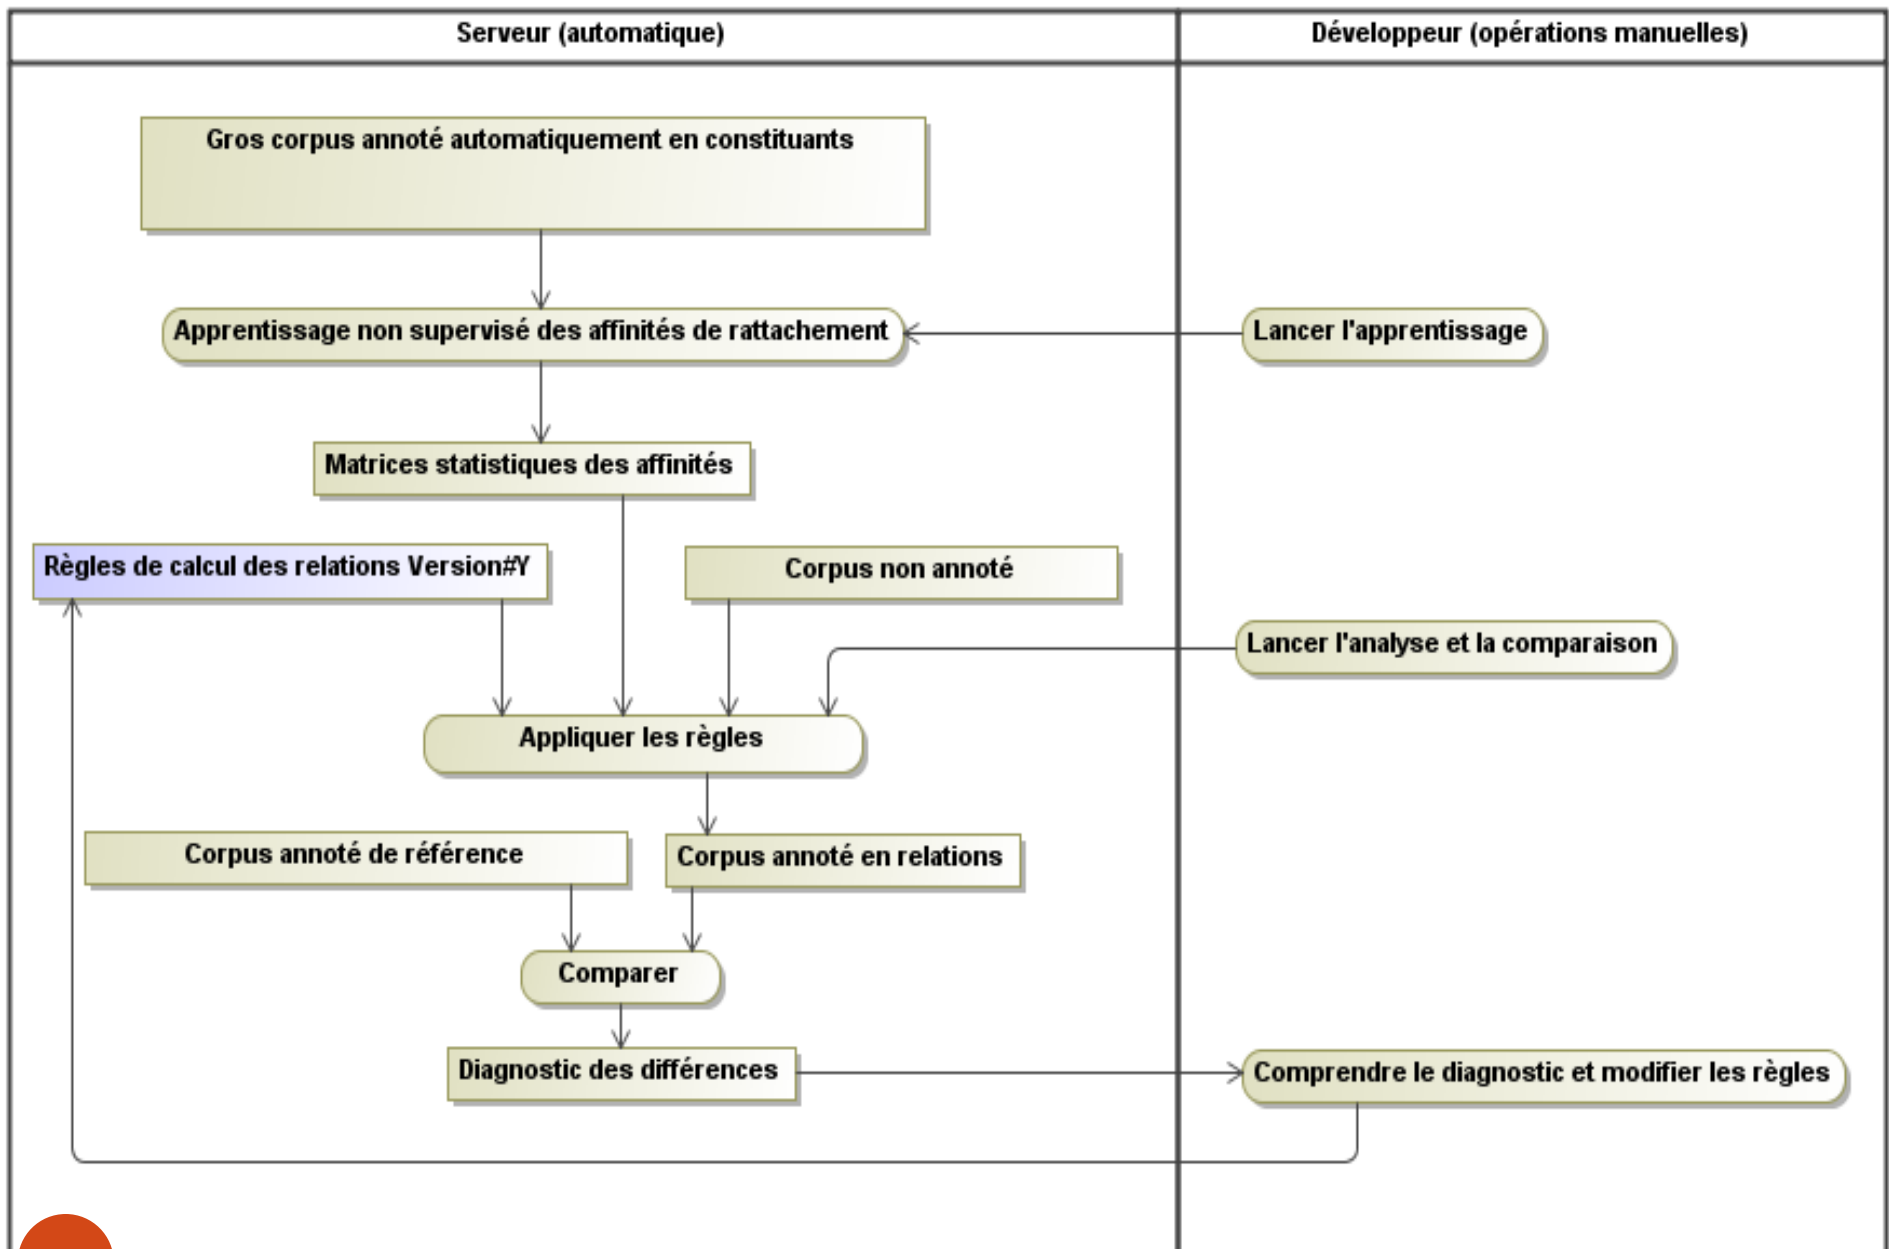 Serveur (automatique)
Développeur (opérations manuelles)
Gros corpus annoté automatiquement en constituants
Apprentissage non supervisé des affinités de rattachement
Lancer l'apprentissage
Matrices statistiques des affinités
Règles de calcul des relations Version#Y
Corpus non annoté
Lancer l'analyse et la comparaison
Appliquer les règles
Corpus annoté de référence
Corpus annoté en relations
Comparer
Diagnostic des différences
Comprendre le diagnostic et modifier les règles